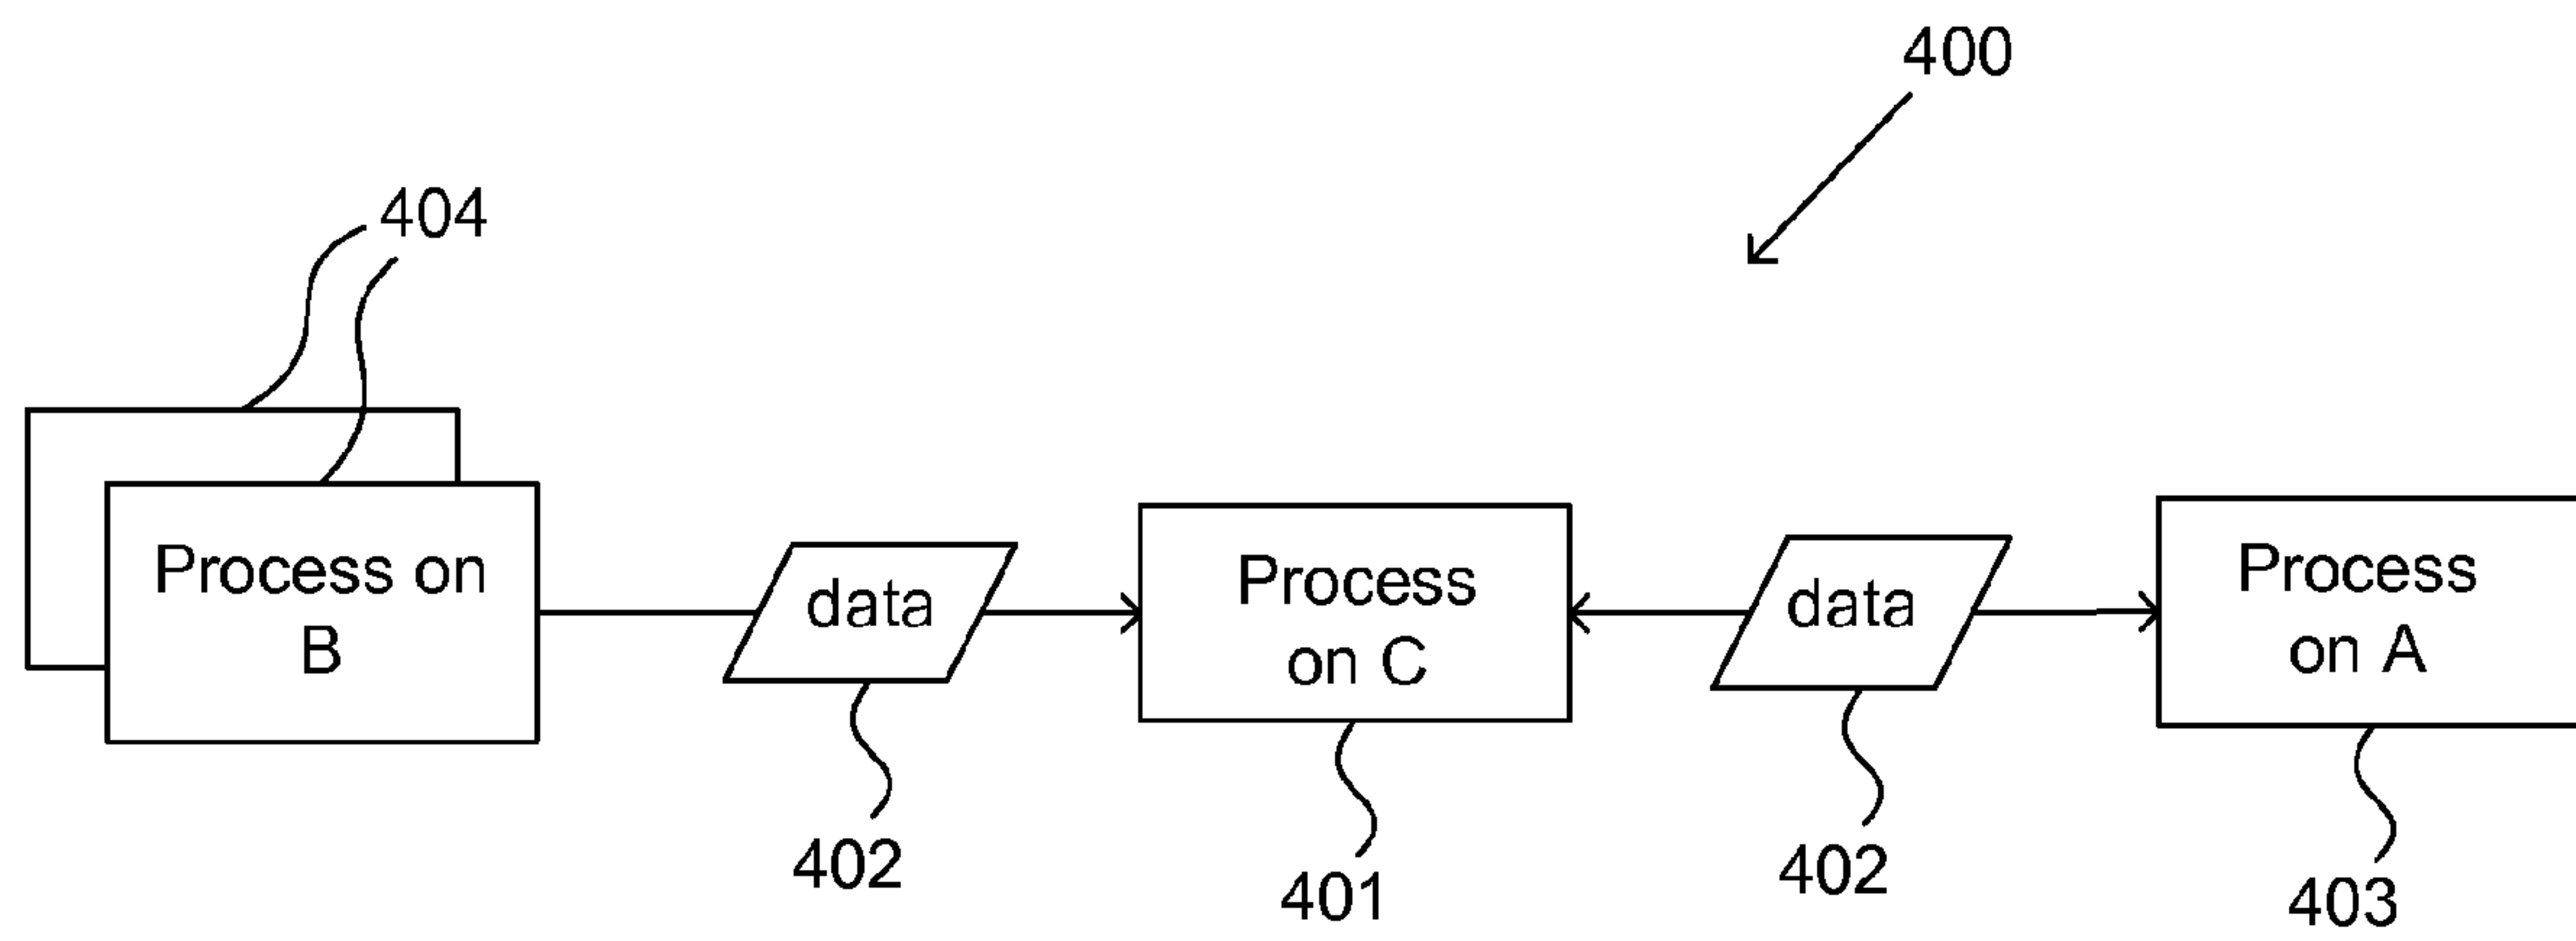 400
404
Process on
B
data
Process
on C
data
Process
on A
402
401
402
403